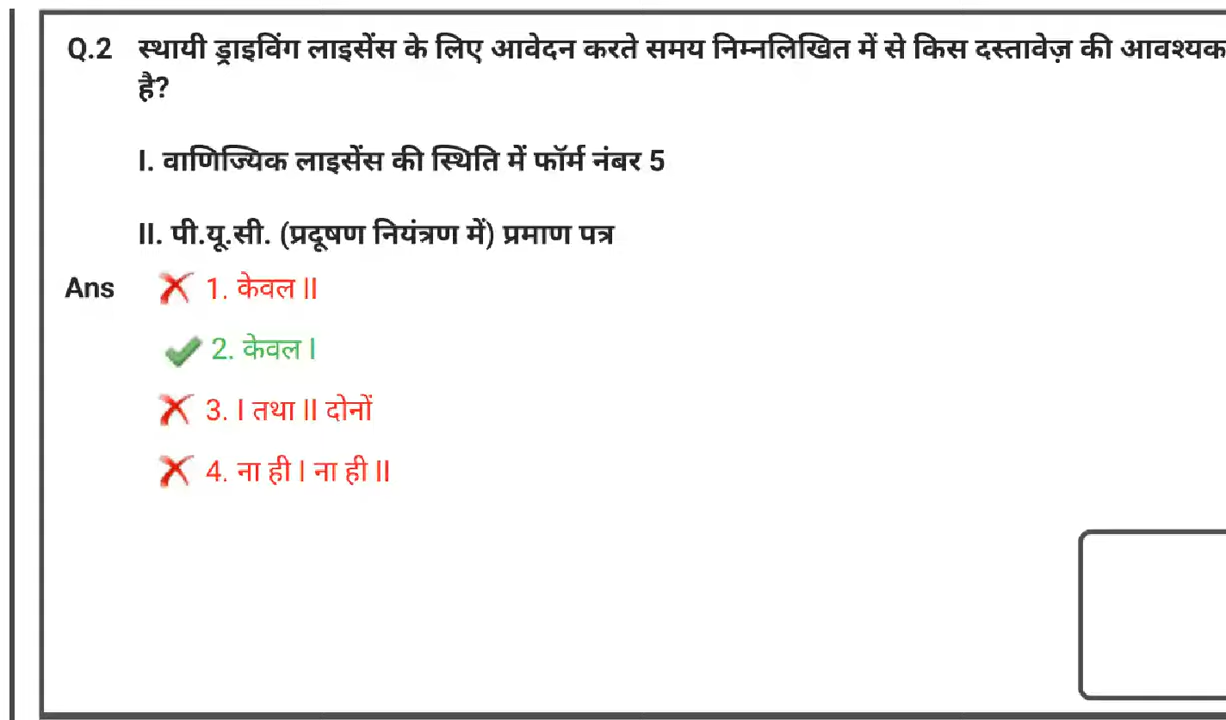 Q.2 स्थायी ड्राइविंग लाइसेंस के लिए आवेदन करते समय निम्नलिखित में से किस दस्तावेज़ की आवश्यक
है?
I. वाणिज्यिक लाइसेंस की स्थिति में फॉर्म नंबर 5
II. पी.यू.सी. (प्रदूषण नियंत्रण में) प्रमाण पत्र
Ans 1. केवल II
2. केवल I
3. I तथा II दोनों
4. ना ही I ना ही II